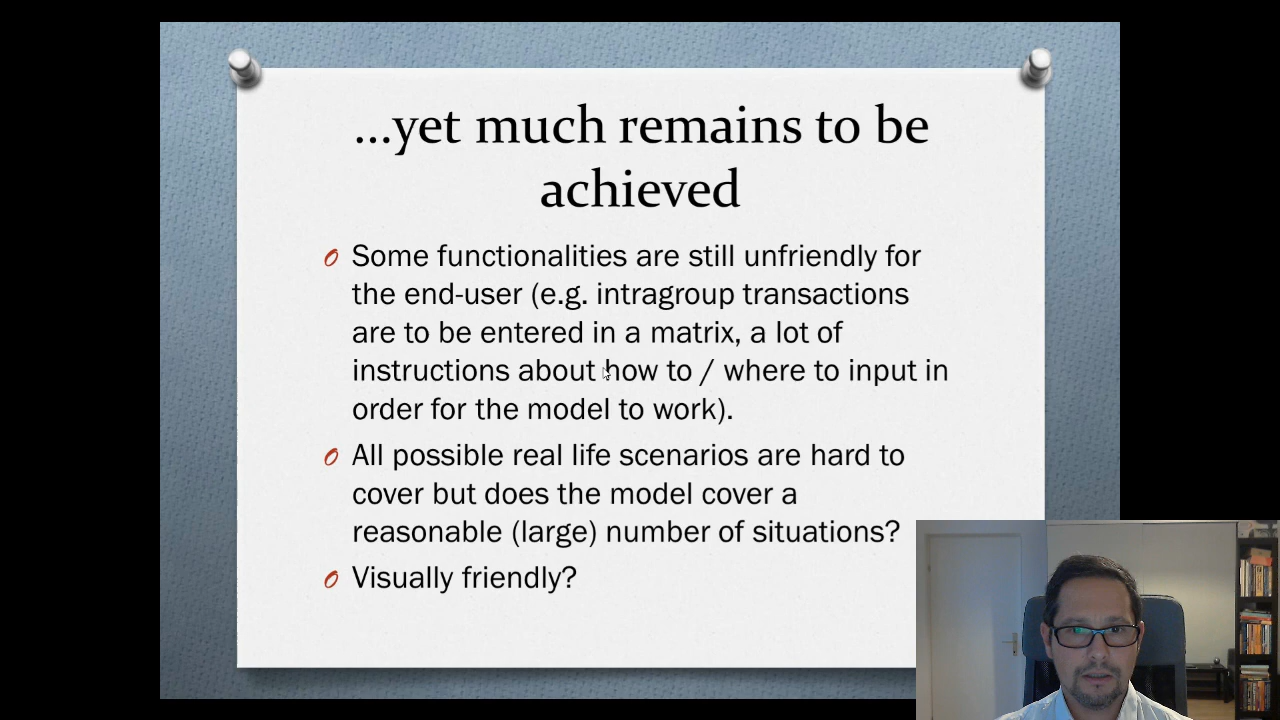 ...yet much remains to be
achieved
Some functionalities are still unfriendly for
the end-user (e.g. intragroup transactions
are to be entered in a matrix, a lot of
instructions about how to / where to input in
order for the model to work).
All possible real life scenarios are hard to
cover but does the model cover a
reasonable (large) number of situations?
Visually friendly?